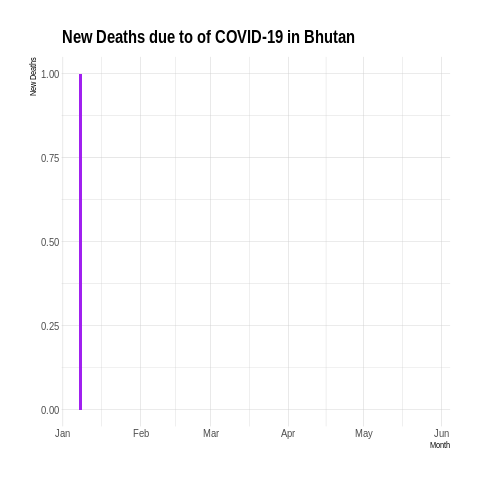 New Deaths due to of COVID-19 in Bhutan
New Deaths
1.00
0.75
0.50
0.25
0.00
Jan Feb Mar Apr May Jun
Month